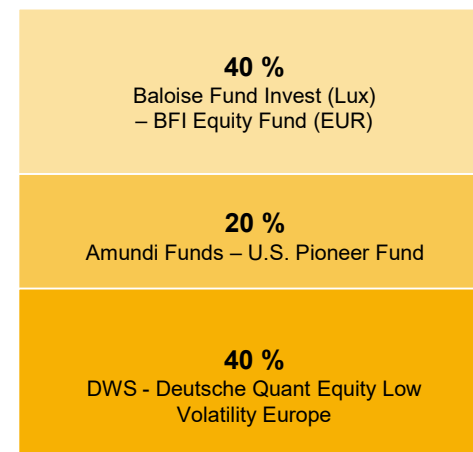 40 %
Baloise Fund Invest (Lux)
– BFI Equity Fund (EUR)
20 %
Amundi Funds – U.S. Pioneer Fund
40 %
DWS - Deutsche Quant Equity Low
Volatility Europe